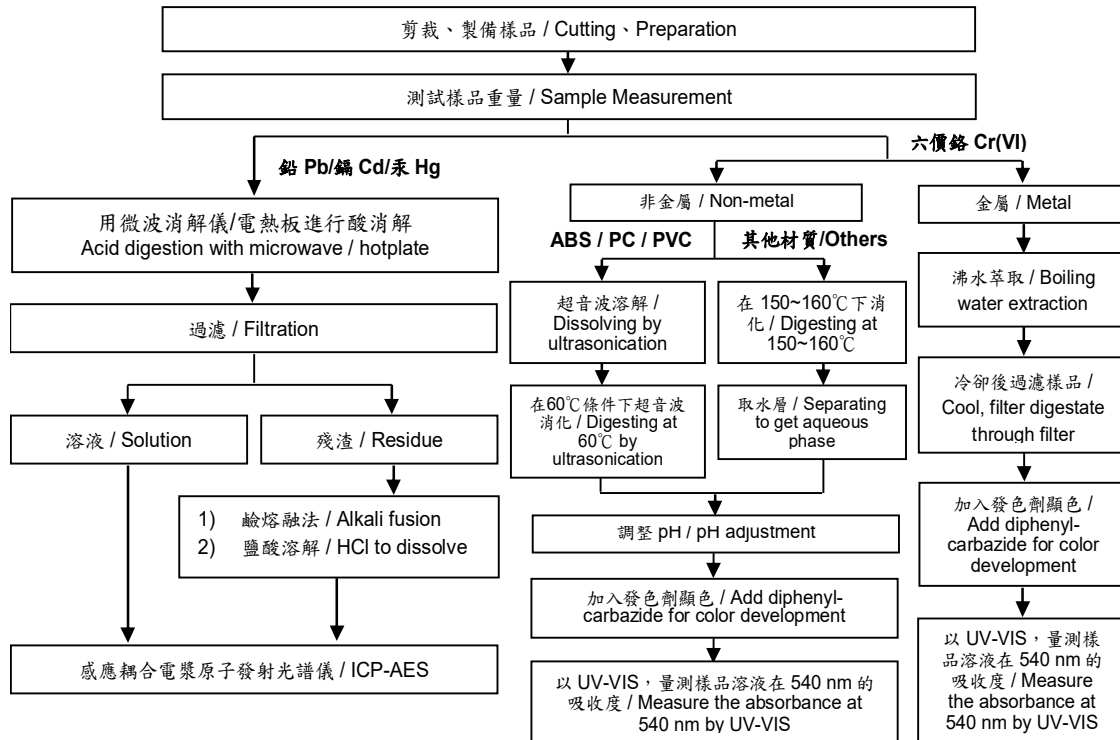 剪裁、製備樣品 / Cutting、Preparation
測試樣品重量 / Sample Measurement
鉛 Pb/鎘 Cd/汞 Hg
六價鉻 Cr(VI)
用微波消解儀/電熱板進行酸消解
Acid digestion with microwave / hotplate
過濾 / Filtration
溶液 / Solution
殘渣 / Residue
1) 鹼熔融法 / Alkali fusion
2) 鹽酸溶解 / HCl to dissolve
感應耦合電漿原子發射光譜儀 / ICP-AES
非金屬 / Non-metal
ABS / PC / PVC
其他材質/Others
超音波溶解 /
Dissolving by
ultrasonication
在 150~160℃下消
化 / Digesting at
150~160℃
在60℃條件下超音波
消化 / Digesting at
60℃ by
ultrasonication
取水層 / Separating
to get aqueous
phase
調整 pH / pH adjustment
加入發色劑顯色 / Add diphenyl-
carbazide for color development
以 UV-VIS，量測樣品溶液在 540 nm 的
吸收度 / Measure the absorbance at
540 nm by UV-VIS
金屬 / Metal
沸水萃取 / Boiling
water extraction
冷卻後過濾樣品 /
Cool, filter digestate
through filter
加入發色劑顯色 /
Add diphenyl-
carbazide for color
development
以 UV-VIS，量測樣
品溶液在 540 nm 的
吸收度 / Measure
the absorbance at
540 nm by UV-VIS